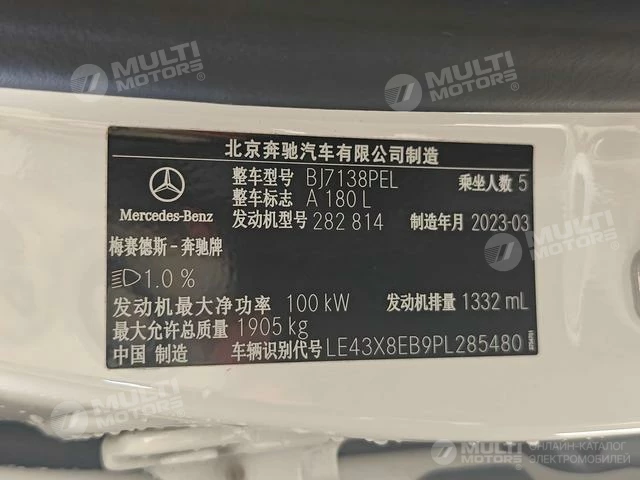 MULTI MOTORS
MULTI MOTORS
北京奔驰汽车有限公司制造
整车型号 BJ7138PEL 乘坐人数 5
整车标志 A 180 L
发动机型号 282 814 制造年月 2023-03
Mercedes-Benz
梅赛德斯-奔驰牌
1.0 %
发动机最大净功率 100 kW 发动机排量 1332 mL
最大允许总质量 1905 kg
中国 制造 车辆识别代号 LE43X8EB9PL285480
MULTI MOTORS
MULTI MOTORS
MULTI MOTORS
ОНЛАЙН-КАТАЛОГ
ЭЛЕКТРОМОБИЛЕЙ